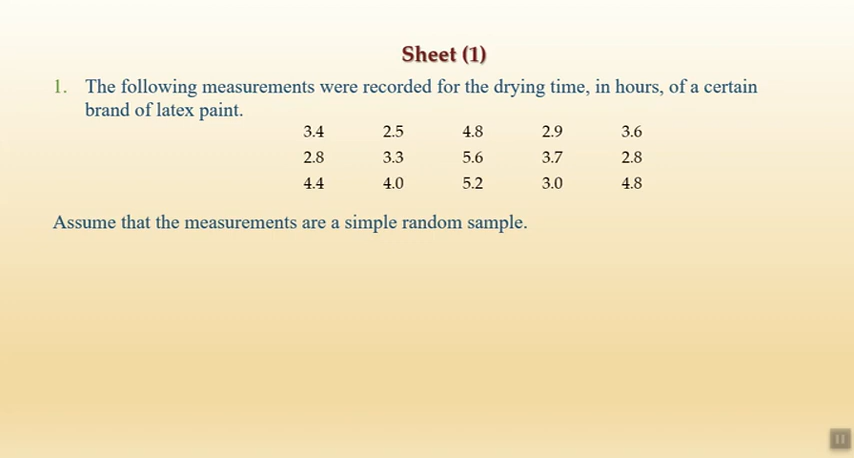 Sheet (1)
1. The following measurements were recorded for the drying time, in hours, of a certain
brand of latex paint.
3.4 2.5 4.8 2.9 3.6
2.8 3.3 5.6 3.7 2.8
4.4 4.0 5.2 3.0 4.8
Assume that the measurements are a simple random sample.